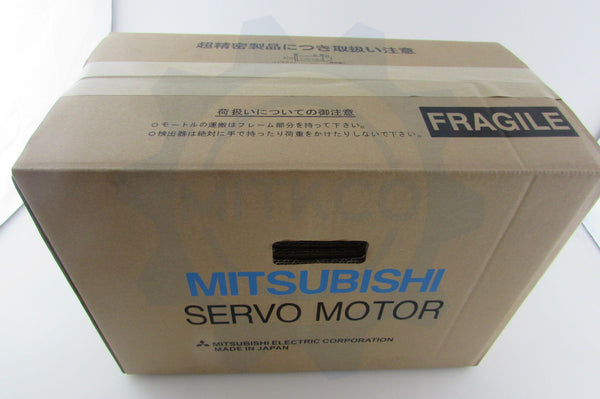 超精密製品につき取扱い注意
荷扱いについての御注意
○モートルの運搬はフレーム部分を持って下さい。
○検出器は絶対に手で持ったり荷重をかけたりしないで下さい。
FRAGILE
MITKCO
MITSUBISHI
SERVO MOTOR
MITSUBISHI ELECTRIC CORPORATION
MADE IN JAPAN